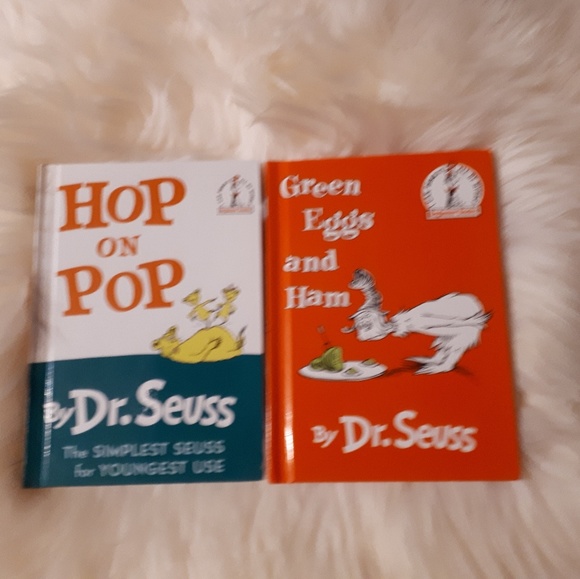 HOP
ON
POP
By Dr. Seuss
The SIMPLEST SEUSS
for YOUNGEST USE
Green
Eggs
and
Ham
By Dr. Seuss